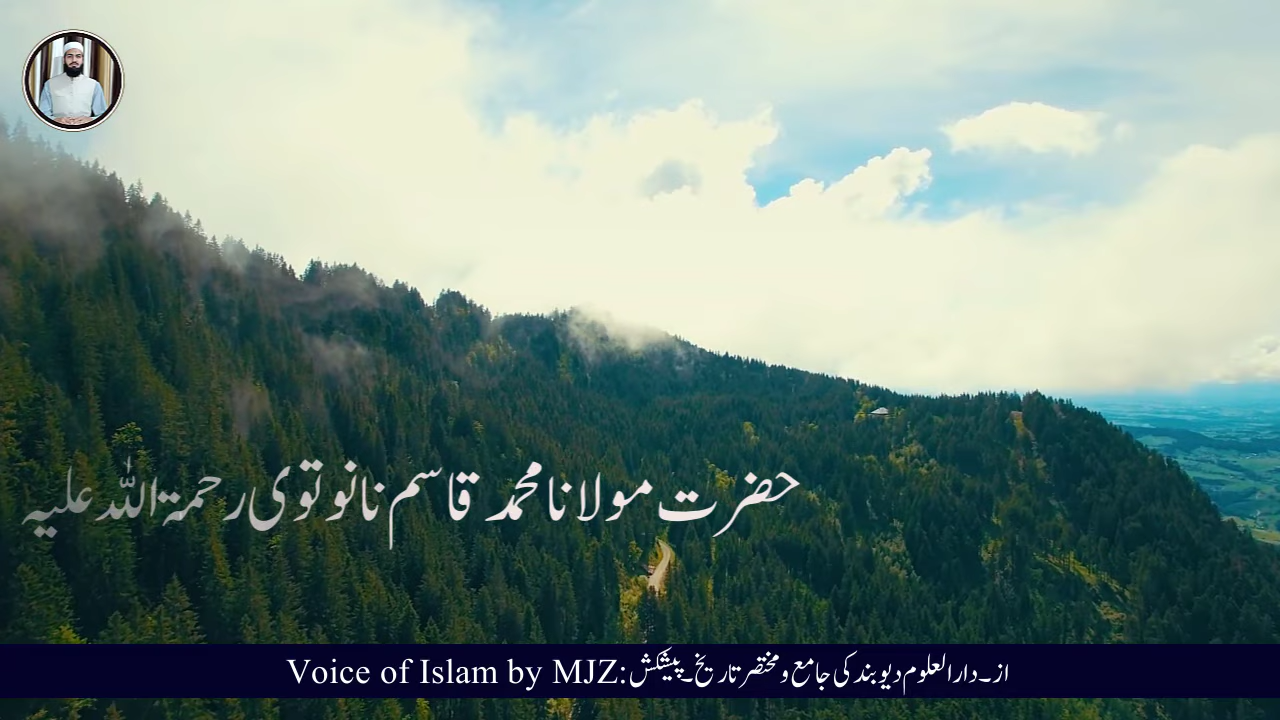 حضرت مولانا محمد قاسم نانوتوی رحمۃ اللہ علیہ
از۔دارالعلوم دیوبند کی جامع و مختصر تاریخ۔پیشکش:Voice of Islam by MJZ